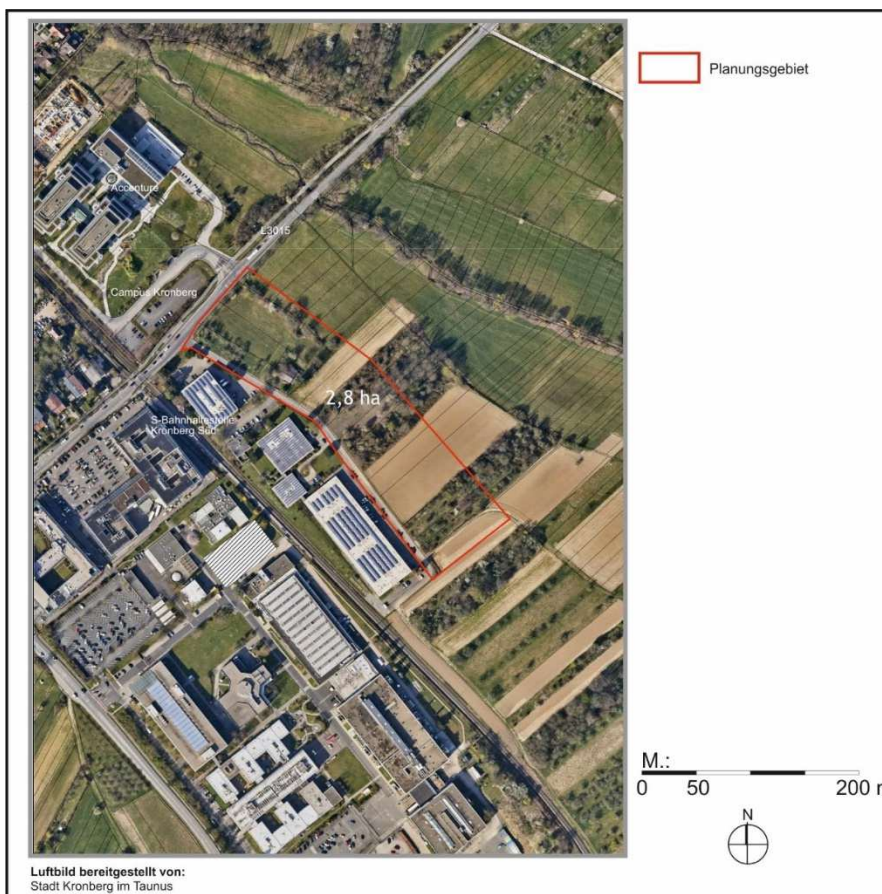 Planungsgebiet
Accenture
L3015
Campus Kronberg
2,8 ha
S-Bahnhaltestelle
Kronberg Süd
M.:
0 50 200 m
N
Luftbild bereitgestellt von:
Stadt Kronberg im Taunus